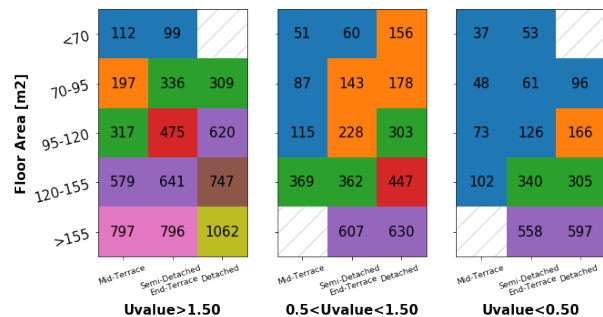 Floor Area [m2]
<70 112 99 51 60 156 37 53
70-95 197 336 309 87 143 178 48 61 96
95-120 317 475 620 115 228 303 73 126 166
120-155 579 641 747 369 362 447 102 340 305
>155 797 796 1062 607 630 558 597
Mid-Terrace Semi-Detached End-Terrace Detached Mid-Terrace Semi-Detached End-Terrace Detached Mid-Terrace Semi-Detached End-Terrace Detached
Uvalue>1.50 0.5<Uvalue<1.50 Uvalue<0.50